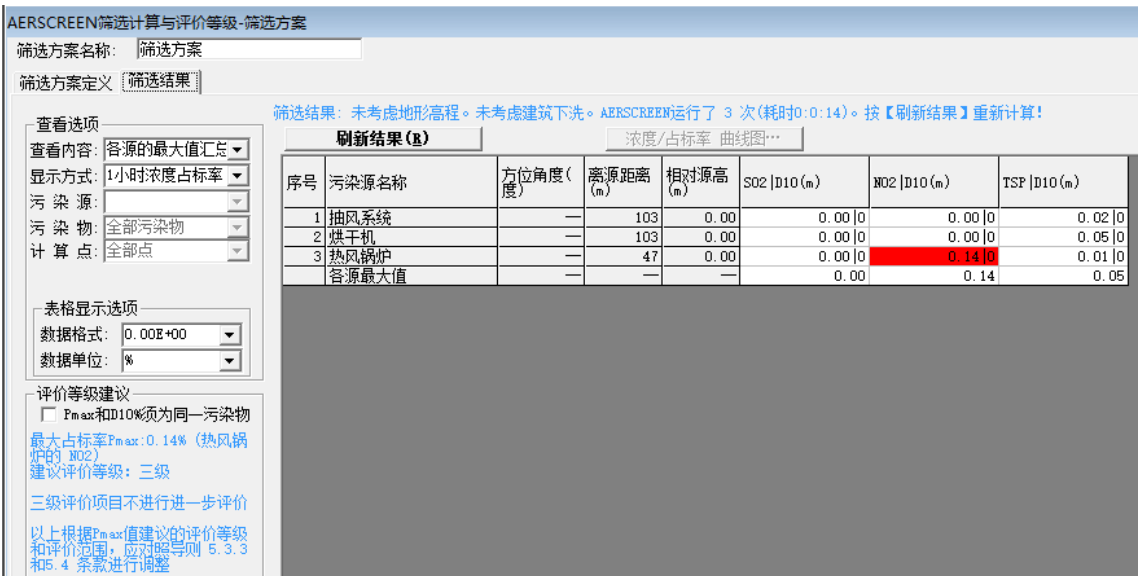 AERSCREEN筛选计算与评价等级-筛选方案
筛选方案名称: 筛选方案
筛选方案定义 筛选结果
筛选结果: 未考虑地形高程。未考虑建筑下洗。AERSCREEN运行了 3 次(耗时0:0:14)。按【刷新结果】重新计算!
刷新结果(R) 浓度/占标率 曲线图…
查看选项
查看内容: 各源的最大值汇总
显示方式: 1小时浓度占标率
污 染 源:
污 染 物: 全部污染物
计 算 点: 全部点
序号 污染源名称 方位角度(度) 离源距离(m) 相对源高(m) SO2|D10(m) NO2|D10(m) TSP|D10(m)
1 抽风系统 — 103 0.00 0.00|0 0.00|0 0.02|0
2 烘干机 — 103 0.00 0.00|0 0.00|0 0.05|0
3 热风锅炉 — 47 0.00 0.00|0 0.14|0 0.01|0
各源最大值 — — — 0.00 0.14 0.05
表格显示选项
数据格式: 0.00E+00
数据单位: %
评价等级建议
Pmax和D10%须为同一污染物
最大占标率Pmax:0.14% (热风锅
炉的 NO2)
建议评价等级: 三级
三级评价项目不进行进一步评价
以上根据Pmax值建议的评价等级
和评价范围，应对照导则 5.3.3
和5.4 条款进行调整